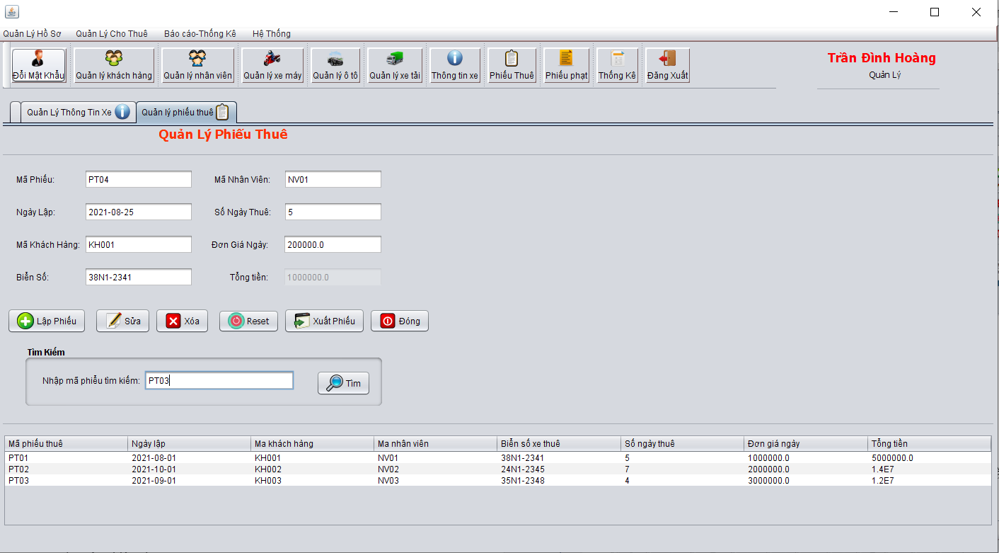 Quản Lý Hồ Sơ Quản Lý Cho Thuê Báo cáo-Thống Kê Hệ Thống
Đổi Mật Khẩu Quản lý khách hàng Quản lý nhân viên Quản lý xe máy Quản lý ô tô Quản lý xe tải Thông tin xe Phiếu Thuê Phiếu phạt Thống Kê Đăng Xuất
Trần Đình Hoàng
Quản Lý
Quản Lý Thông Tin Xe Quản lý phiếu thuê
Quản Lý Phiếu Thuê
Mã Phiếu: PT04 Mã Nhân Viên: NV01
Ngày Lập: 2021-08-25 Số Ngày Thuê: 5
Mã Khách Hàng: KH001 Đơn Giá Ngày: 200000.0
Biển Số: 38N1-2341 Tổng tiền: 1000000.0
Lập Phiếu Sửa Xóa Reset Xuất Phiếu Đóng
Tìm Kiếm
Nhập mã phiếu tìm kiếm: PT03 Tìm
Mã phiếu thuê Ngày lập Ma khách hàng Ma nhân viên Biển số xe thuê Số ngày thuê Đơn giá ngày Tổng tiền
PT01 2021-08-01 KH001 NV01 38N1-2341 5 1000000.0 5000000.0
PT02 2021-10-01 KH002 NV02 24N1-2345 7 2000000.0 1.4E7
PT03 2021-09-01 KH003 NV03 35N1-2348 4 3000000.0 1.2E7